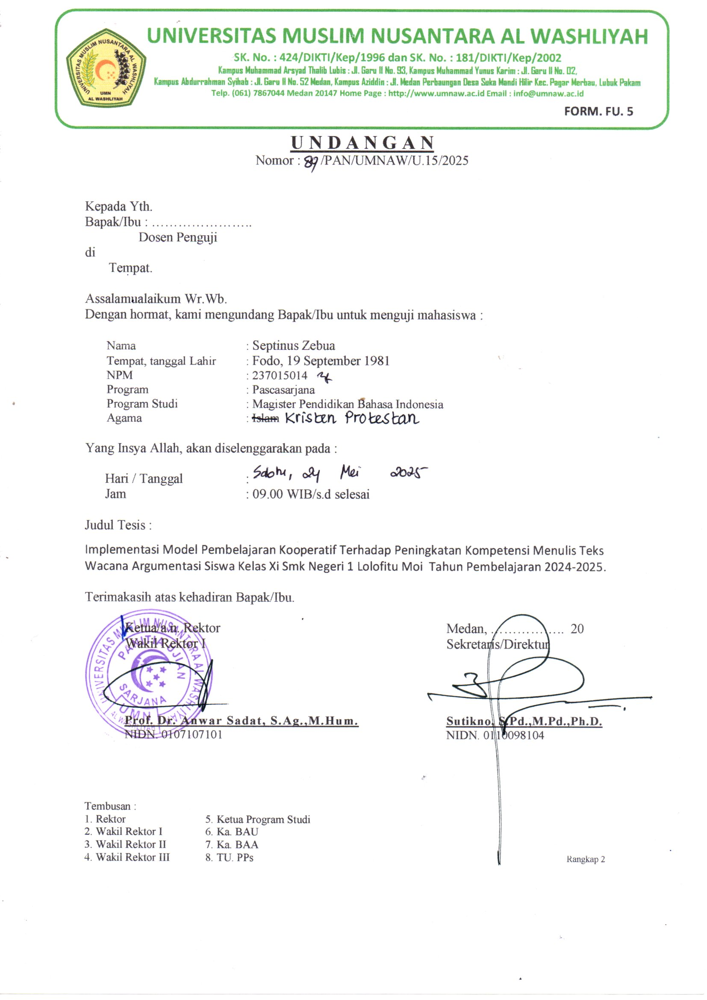 UNIVERSITAS MUSLIM NUSANTARA AL WASHLIYAH
UMN
AL WASHLIYAH
UNIVERSITAS MUSLIM NUSANTARA AL WASHLIYAH
SK. No. : 424/DIKTI/Kep/1996 dan SK. No. : 181/DIKTI/Kep/2002
Kampus Muhammad Arsyad Thalib Lubis : Jl. Garu II No. 93, Kampus Muhammad Yunus Karim : Jl. Garu II No. 02,
Kampus Abdurrahman Syihab : Jl. Garu II No. 52 Medan, Kampus Aziddin : Jl. Medan Perbaungan Desa Suka Mandi Hilir Kec. Pagar Merbau, Lubuk Pakam
Telp. (061) 7867044 Medan 20147 Home Page : http://www.umnaw.ac.id Email : info@umnaw.ac.id
FORM. FU. 5
UNDANGAN
Nomor : 89/PAN/UMNAW/U.15/2025
Kepada Yth.
Bapak/Ibu : …………………..
Dosen Penguji
di
Tempat.
Assalamualaikum Wr.Wb.
Dengan hormat, kami mengundang Bapak/Ibu untuk menguji mahasiswa :
Nama : Septinus Zebua
Tempat, tanggal Lahir : Fodo, 19 September 1981
NPM : 237015014
Program : Pascasarjana
Program Studi : Magister Pendidikan Bahasa Indonesia
Agama : Islam Kristen Protestan
Yang Insya Allah, akan diselenggarakan pada :
Hari / Tanggal : Sabtu, 24 Mei 2025
Jam : 09.00 WIB/s.d selesai
Judul Tesis :
Implementasi Model Pembelajaran Kooperatif Terhadap Peningkatan Kompetensi Menulis Teks
Wacana Argumentasi Siswa Kelas Xi Smk Negeri 1 Lolofitu Moi Tahun Pembelajaran 2024-2025.
Terimakasih atas kehadiran Bapak/Ibu.
Ketua/a.n. Rektor
Wakil Rektor I
UNIVERSITAS MUSLIM NUSANTARA AL WASHLIYAH
PANITIA UJIAN
SARJANA
UMN
AL WASHLIYAH
Prof. Dr. Anwar Sadat, S.Ag.,M.Hum.
NIDN. 0107107101
Medan, ……………. 20
Sekretaris/Direktur
Sutikno, S.Pd.,M.Pd.,Ph.D.
NIDN. 0110098104
Tembusan :
1. Rektor
2. Wakil Rektor I
3. Wakil Rektor II
4. Wakil Rektor III
5. Ketua Program Studi
6. Ka. BAU
7. Ka. BAA
8. TU. PPs
Rangkap 2